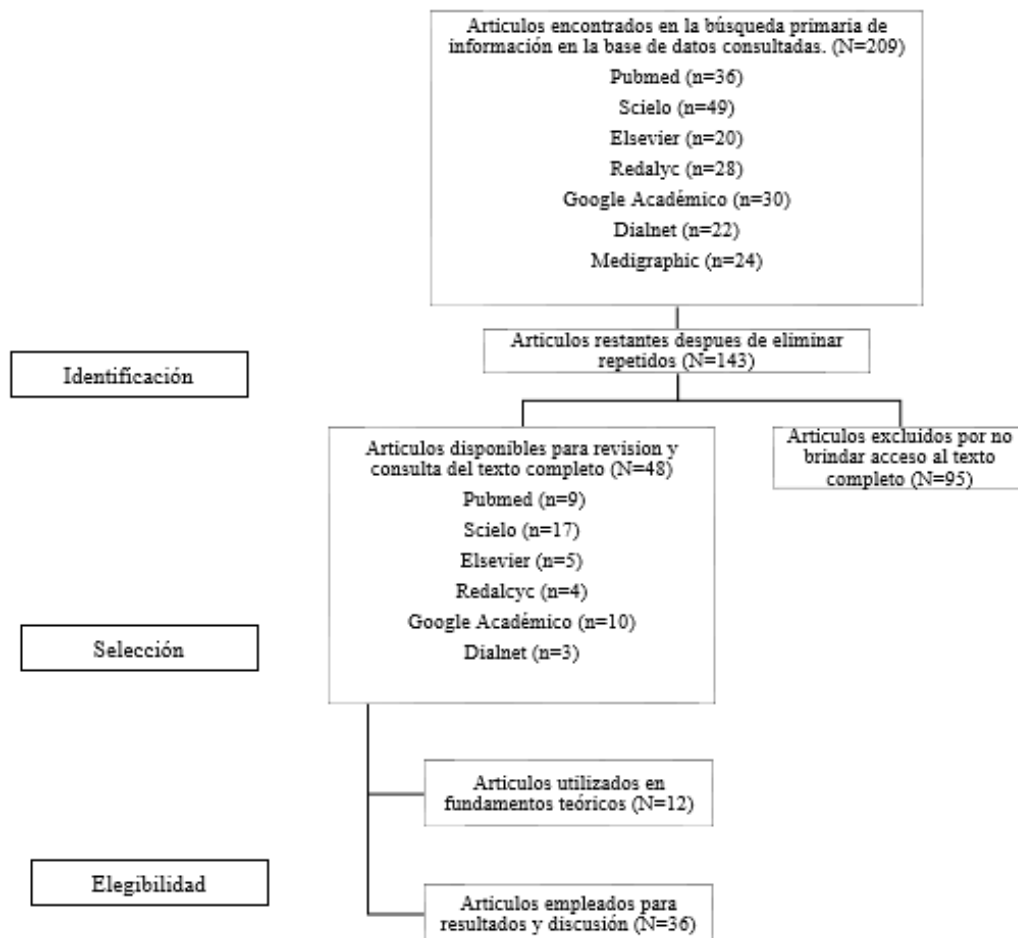 Articulos encontrados en la búsqueda primaria de
información en la base de datos consultadas. (N=209)
Pubmed (n=36)
Scielo (n=49)
Elsevier (n=20)
Redalyc (n=28)
Google Académico (n=30)
Dialnet (n=22)
Medigraphic (n=24)
Articulos restantes despues de eliminar
repetidos (N=143)
Identificación
Articulos disponibles para revision y
consulta del texto completo (N=48)
Pubmed (n=9)
Scielo (n=17)
Elsevier (n=5)
Redalcyc (n=4)
Google Académico (n=10)
Dialnet (n=3)
Articulos excluidos por no
brindar acceso al texto
completo (N=95)
Selección
Articulos utilizados en
fundamentos teóricos (N=12)
Elegibilidad
Articulos empleados para
resultados y discusión (N=36)